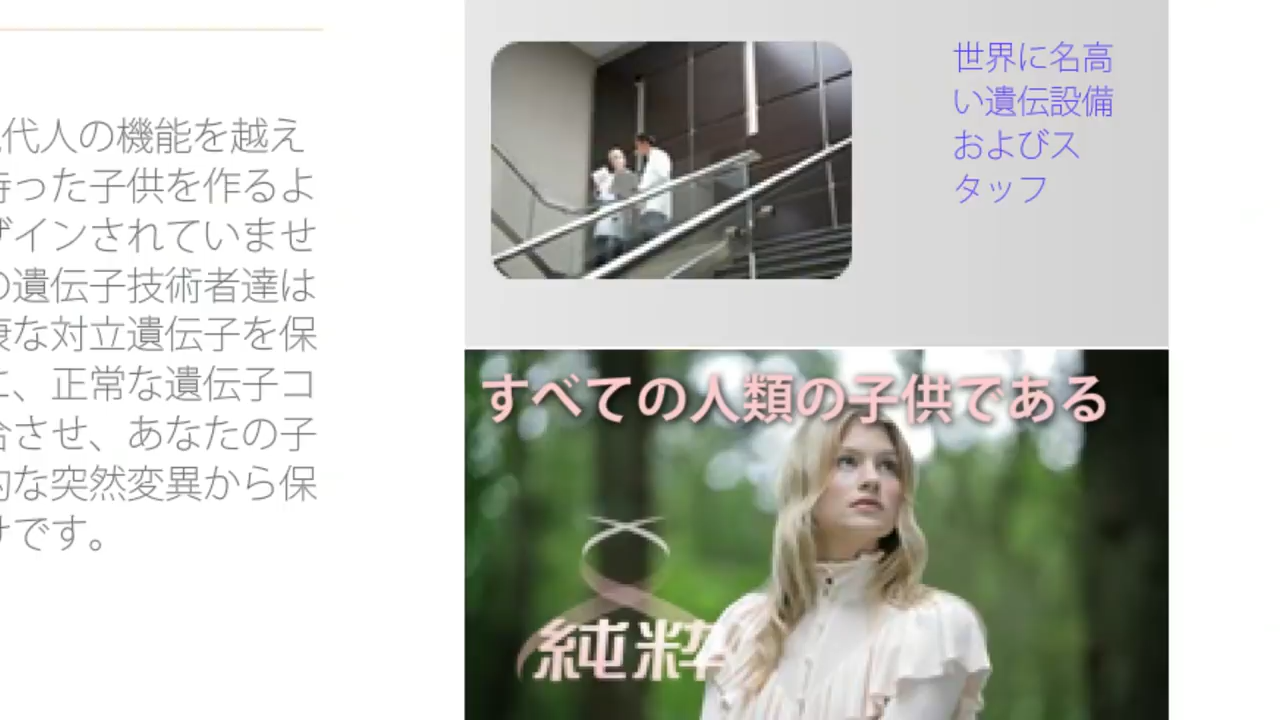 代人の機能を越え
持った子供を作るよ
ザインされていませ
の遺伝子技術者達は
康な対立遺伝子を保
に、正常な遺伝子コ
合させ、あなたの子
的な突然変異から保
けです。
世界に名高
い遺伝設備
およびス
タッフ
すべての人類の子供である
純粋